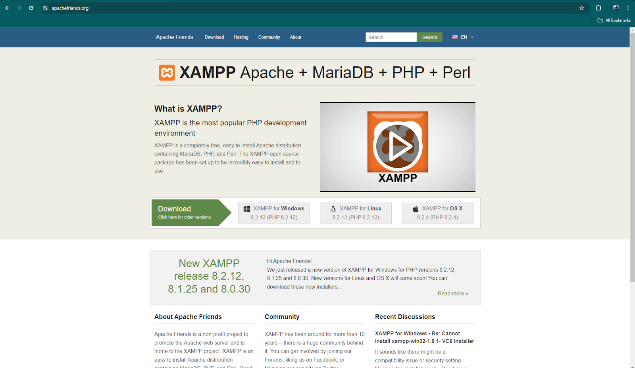 apachefriends.org
All Bookmarks
Apache Friends Download Hosting Community About Search Search EN
XAMPP Apache + MariaDB + PHP + Perl
What is XAMPP?
XAMPP is the most popular PHP development
environment
XAMPP is a completely free, easy to install Apache distribution
containing MariaDB, PHP, and Perl. The XAMPP open source
package has been set up to be incredibly easy to install and to
use.
XAMPP
Download
Click here for other versions
XAMPP for Windows
8.2.12 (PHP 8.2.12)
XAMPP for Linux
8.2.12 (PHP 8.2.12)
XAMPP for OS X
8.2.4 (PHP 8.2.4)
New XAMPP
release 8.2.12,
8.1.25 and 8.0.30
Hi Apache Friends!
We just released a new version of XAMPP for Windows for PHP versions 8.2.12,
8.1.25 and 8.0.30. New versions for Linux and OS X will come soon! You can
download these new installers...
Read more »
About Apache Friends
Apache Friends is a non-profit project to
promote the Apache web server and is
home to the XAMPP project. XAMPP is an
easy to install Apache distribution
containing MariaDB, PHP, and Perl. Read
Community
XAMPP has been around for more than 10
years – there is a huge community behind
it. You can get involved by joining our
Forums, liking us on Facebook, or
Recent Discussions
XAMPP for Windows • Re: Cannot
install xampp-win32-1.8.1- VC9 installer
It sounds like there might be a
compatibility issue or security setting